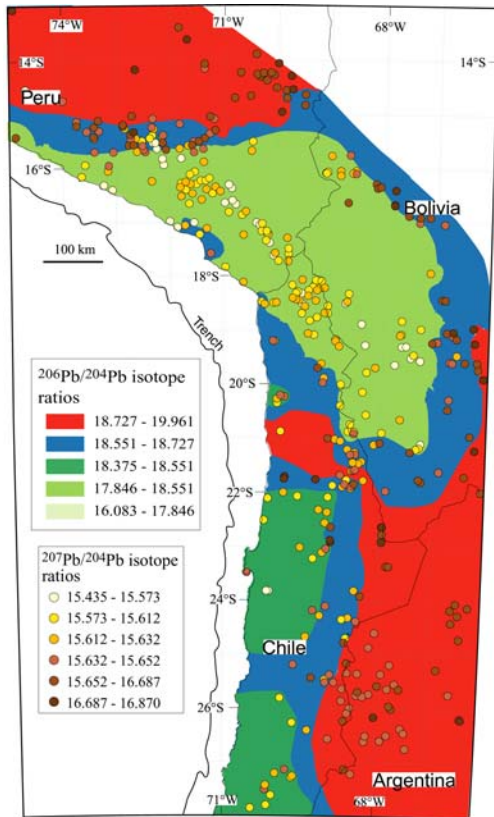 74°W 71°W 68°W
14°S 14°S
Peru
16°S
Bolivia
100 km
18°S
Trench
206Pb/204Pb isotope
ratios
18.727 - 19.961
18.551 - 18.727
18.375 - 18.551
17.846 - 18.551
16.083 - 17.846
20°S
22°S
207Pb/204Pb isotope
ratios
15.435 - 15.573
15.573 - 15.612
15.612 - 15.632
15.632 - 15.652
15.652 - 16.687
16.687 - 16.870
24°S
Chile
26°S
Argentina
71°W 68°W